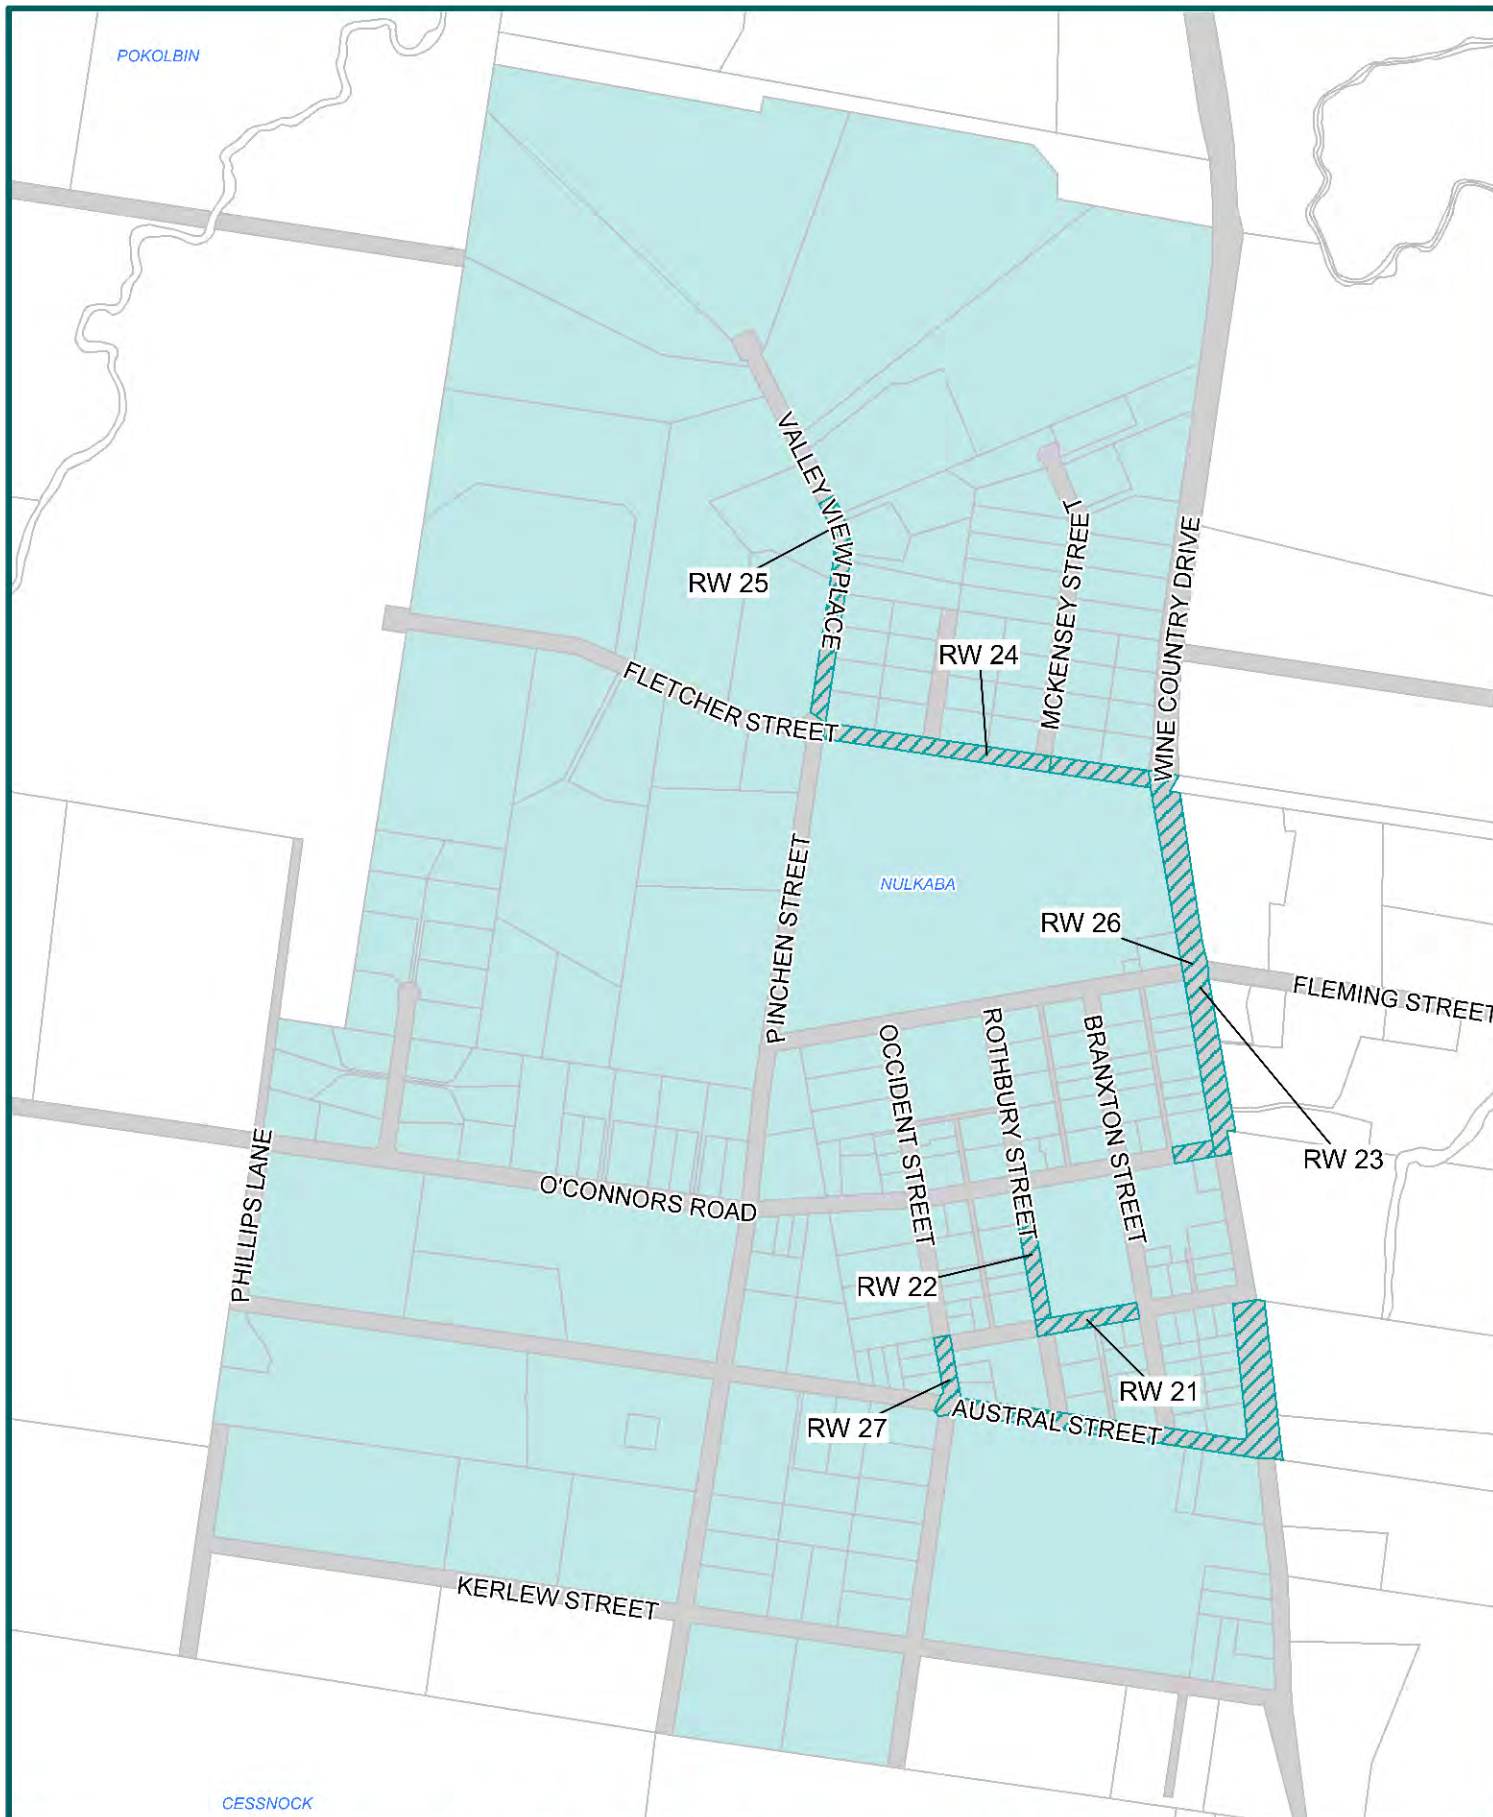 POKOLBIN
VALLEY VIEW PLACE
RW 25
MCKENSEY STREET
WINE COUNTRY DRIVE
RW 24
FLETCHER STREET
PINCHEN STREET
NULKABA
RW 26
FLEMING STREET
OCCIDENT STREET
ROTHBURY STREET
BRANXTON STREET
RW 23
PHILLIPS LANE
O'CONNORS ROAD
RW 22
RW 21
RW 27
AUSTRAL STREET
KERLEW STREET
CESSNOCK